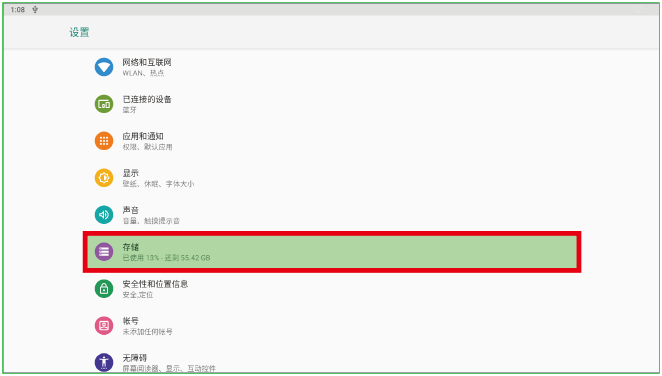 1:08
设置
网络和互联网
WLAN、热点
已连接的设备
蓝牙
应用和通知
权限、默认应用
显示
壁纸、休眠、字体大小
声音
音量、触摸提示音
存储
已使用 13% - 还剩 55.42 GB
安全性和位置信息
安全,定位
帐号
未添加任何帐号
无障碍
屏幕阅读器、显示、互动控件